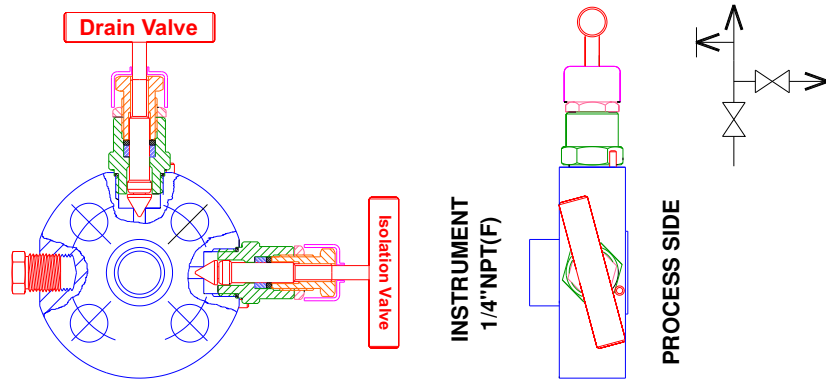 Drain Valve
Isolation Valve
INSTRUMENT
1/4"NPT(F)
PROCESS SIDE